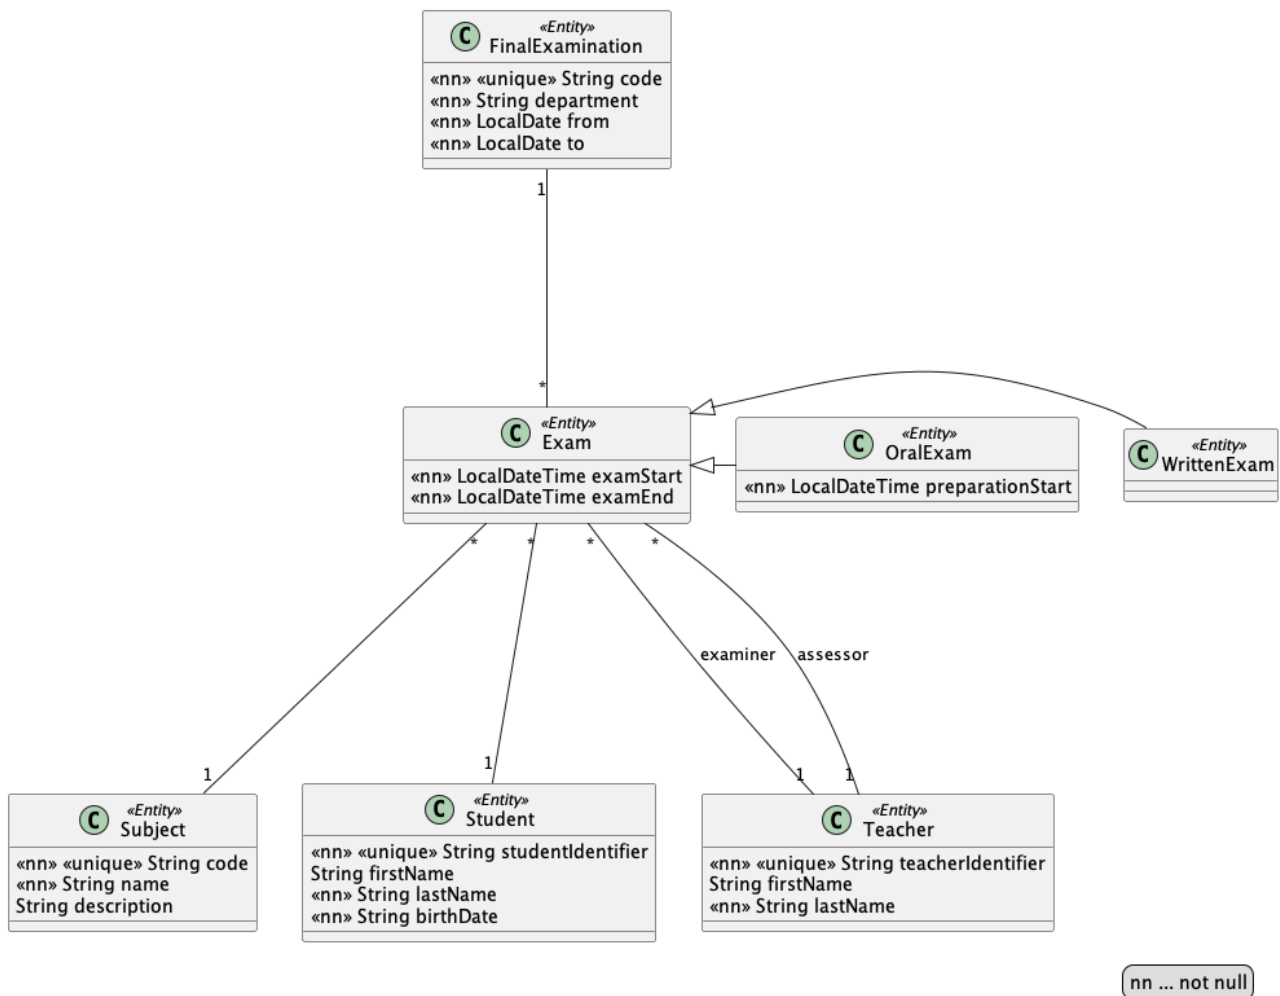 «Entity»
C FinalExamination
«nn» «unique» String code
«nn» String department
«nn» LocalDate from
«nn» LocalDate to
1
*
«Entity»
C Exam
«nn» LocalDateTime examStart
«nn» LocalDateTime examEnd
«Entity»
C OralExam
«nn» LocalDateTime preparationStart
«Entity»
C WrittenExam
* * * *
examiner assessor
1 1 1 1
«Entity»
C Subject
«nn» «unique» String code
«nn» String name
String description
«Entity»
C Student
«nn» «unique» String studentIdentifier
String firstName
«nn» String lastName
«nn» String birthDate
«Entity»
C Teacher
«nn» «unique» String teacherIdentifier
String firstName
«nn» String lastName
nn ... not null